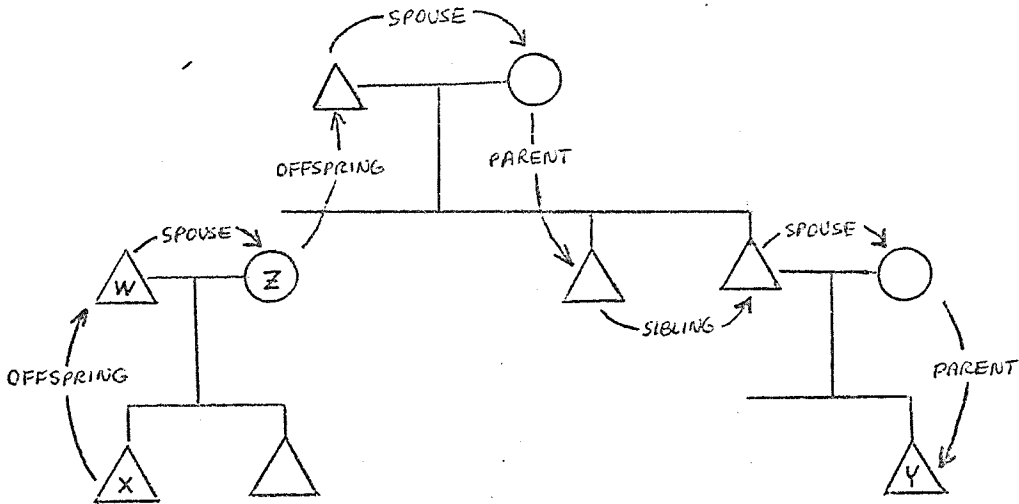 SPOUSE
OFFSPRING
PARENT
SPOUSE
W
Z
SPOUSE
SIBLING
OFFSPRING
PARENT
X
Y